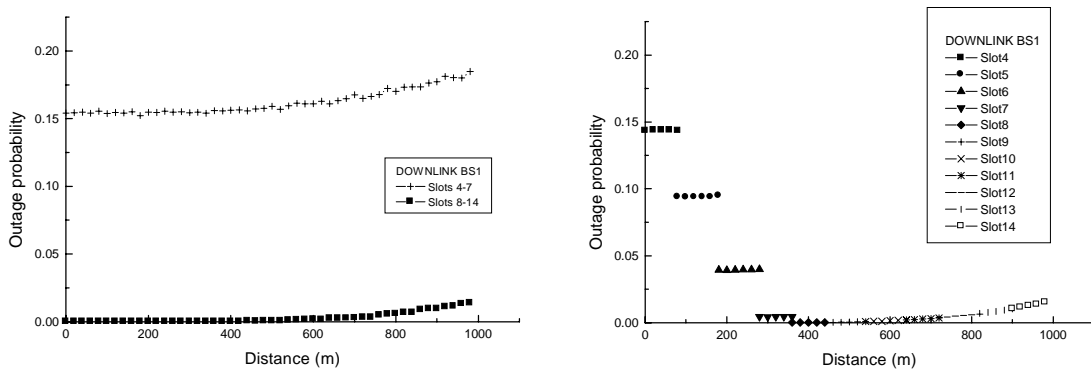 0.20
0.15
0.10
0.05
0.00
Outage probability
0
200
400
600
800
1000
Distance (m)
DOWNLINK BS1
Slots 4-7
Slots 8-14
0.20
0.15
0.10
0.05
0.00
Outage probability
0
200
400
600
800
1000
Distance (m)
DOWNLINK BS1
Slot4
Slot5
Slot6
Slot7
Slot8
Slot9
Slot10
Slot11
Slot12
Slot13
Slot14